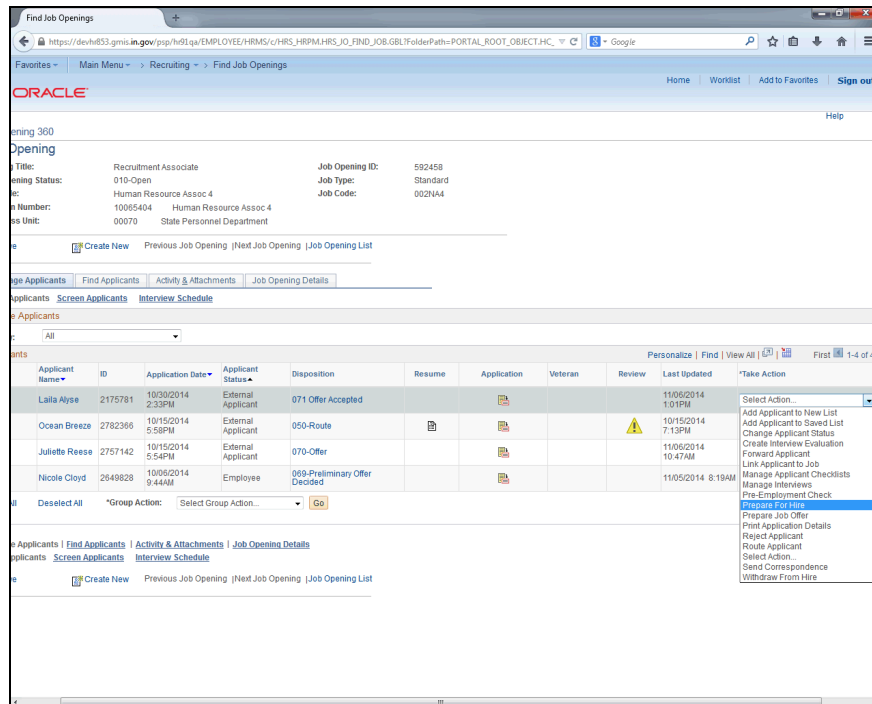 Find Job Openings
https://devhr853.gmis.in.gov/psp/hr91qa/EMPLOYEE/HRMS/c/HRS_HRPM.HRS_JO_FIND_JOB.GBL?FolderPath=PORTAL_ROOT_OBJECT.HC_
Google
Favorites Main Menu > Recruiting > Find Job Openings
Home Worklist Add to Favorites Sign out
ORACLE
Help
ening 360
Opening
g Title: Recruitment Associate Job Opening ID: 592458
ening Status: 010-Open Job Type: Standard
le: Human Resource Assoc 4 Job Code: 002NA4
n Number: 10065404 Human Resource Assoc 4
ss Unit: 00070 State Personnel Department
e Create New Previous Job Opening |Next Job Opening |Job Opening List
ge Applicants Find Applicants Activity & Attachments Job Opening Details
Applicants Screen Applicants Interview Schedule
e Applicants
y: All
ants Personalize | Find | View All | First 1-4 of 4
Applicant Name ID Application Date Applicant Status Disposition Resume Application Veteran Review Last Updated *Take Action
Laila Alyse 2175781 10/30/2014 2:33PM External Applicant 071 Offer Accepted 11/06/2014 1:01PM Select Action...
Ocean Breeze 2782366 10/15/2014 5:58PM External Applicant 050-Route 10/15/2014 7:13PM
Juliette Reese 2757142 10/15/2014 5:54PM External Applicant 070-Offer 11/06/2014 10:47AM
Nicole Cloyd 2649828 10/06/2014 9:44AM Employee 069-Preliminary Offer Decided 11/05/2014 8:19AM
Add Applicant to New List
Add Applicant to Saved List
Change Applicant Status
Create Interview Evaluation
Forward Applicant
Link Applicant to Job
Manage Applicant Checklists
Manage Interviews
Pre-Employment Check
Prepare For Hire
Prepare Job Offer
Print Application Details
Reject Applicant
Route Applicant
Select Action...
Send Correspondence
Withdraw From Hire
All Deselect All *Group Action: Select Group Action... Go
e Applicants | Find Applicants | Activity & Attachments | Job Opening Details
pplicants Screen Applicants Interview Schedule
e Create New Previous Job Opening |Next Job Opening |Job Opening List